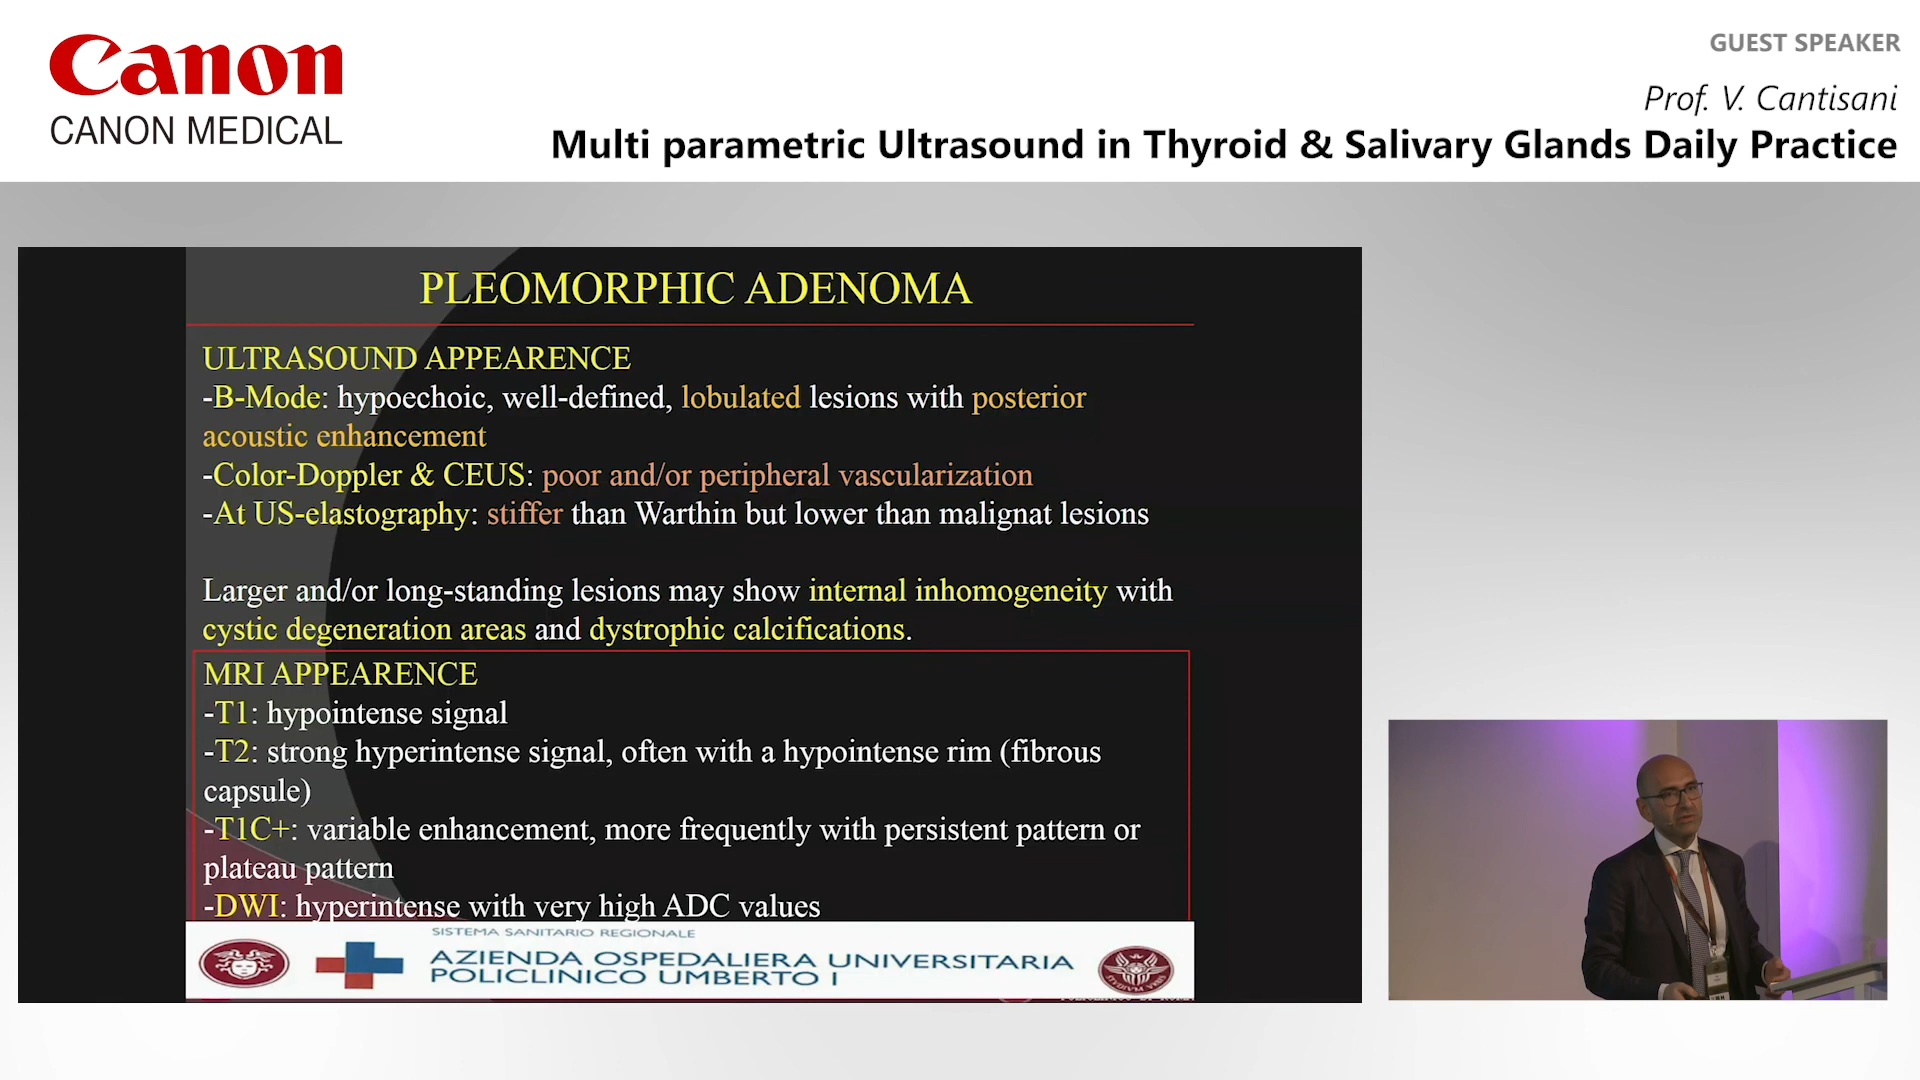 Canon
CANON MEDICAL
GUEST SPEAKER
Prof. V. Cantisani
Multi parametric Ultrasound in Thyroid & Salivary Glands Daily Practice
PLEOMORPHIC ADENOMA
ULTRASOUND APPEARENCE
-B-Mode: hypoechoic, well-defined, lobulated lesions with posterior
acoustic enhancement
-Color-Doppler & CEUS: poor and/or peripheral vascularization
-At US-elastography: stiffer than Warthin but lower than malignat lesions
Larger and/or long-standing lesions may show internal inhomogeneity with
cystic degeneration areas and dystrophic calcifications.
MRI APPEARENCE
-T1: hypointense signal
-T2: strong hyperintense signal, often with a hypointense rim (fibrous
capsule)
-T1C+: variable enhancement, more frequently with persistent pattern or
plateau pattern
-DWI: hyperintense with very high ADC values
SISTEMA SANITARIO REGIONALE
AZIENDA OSPEDALIERA UNIVERSITARIA
POLICLINICO UMBERTO I